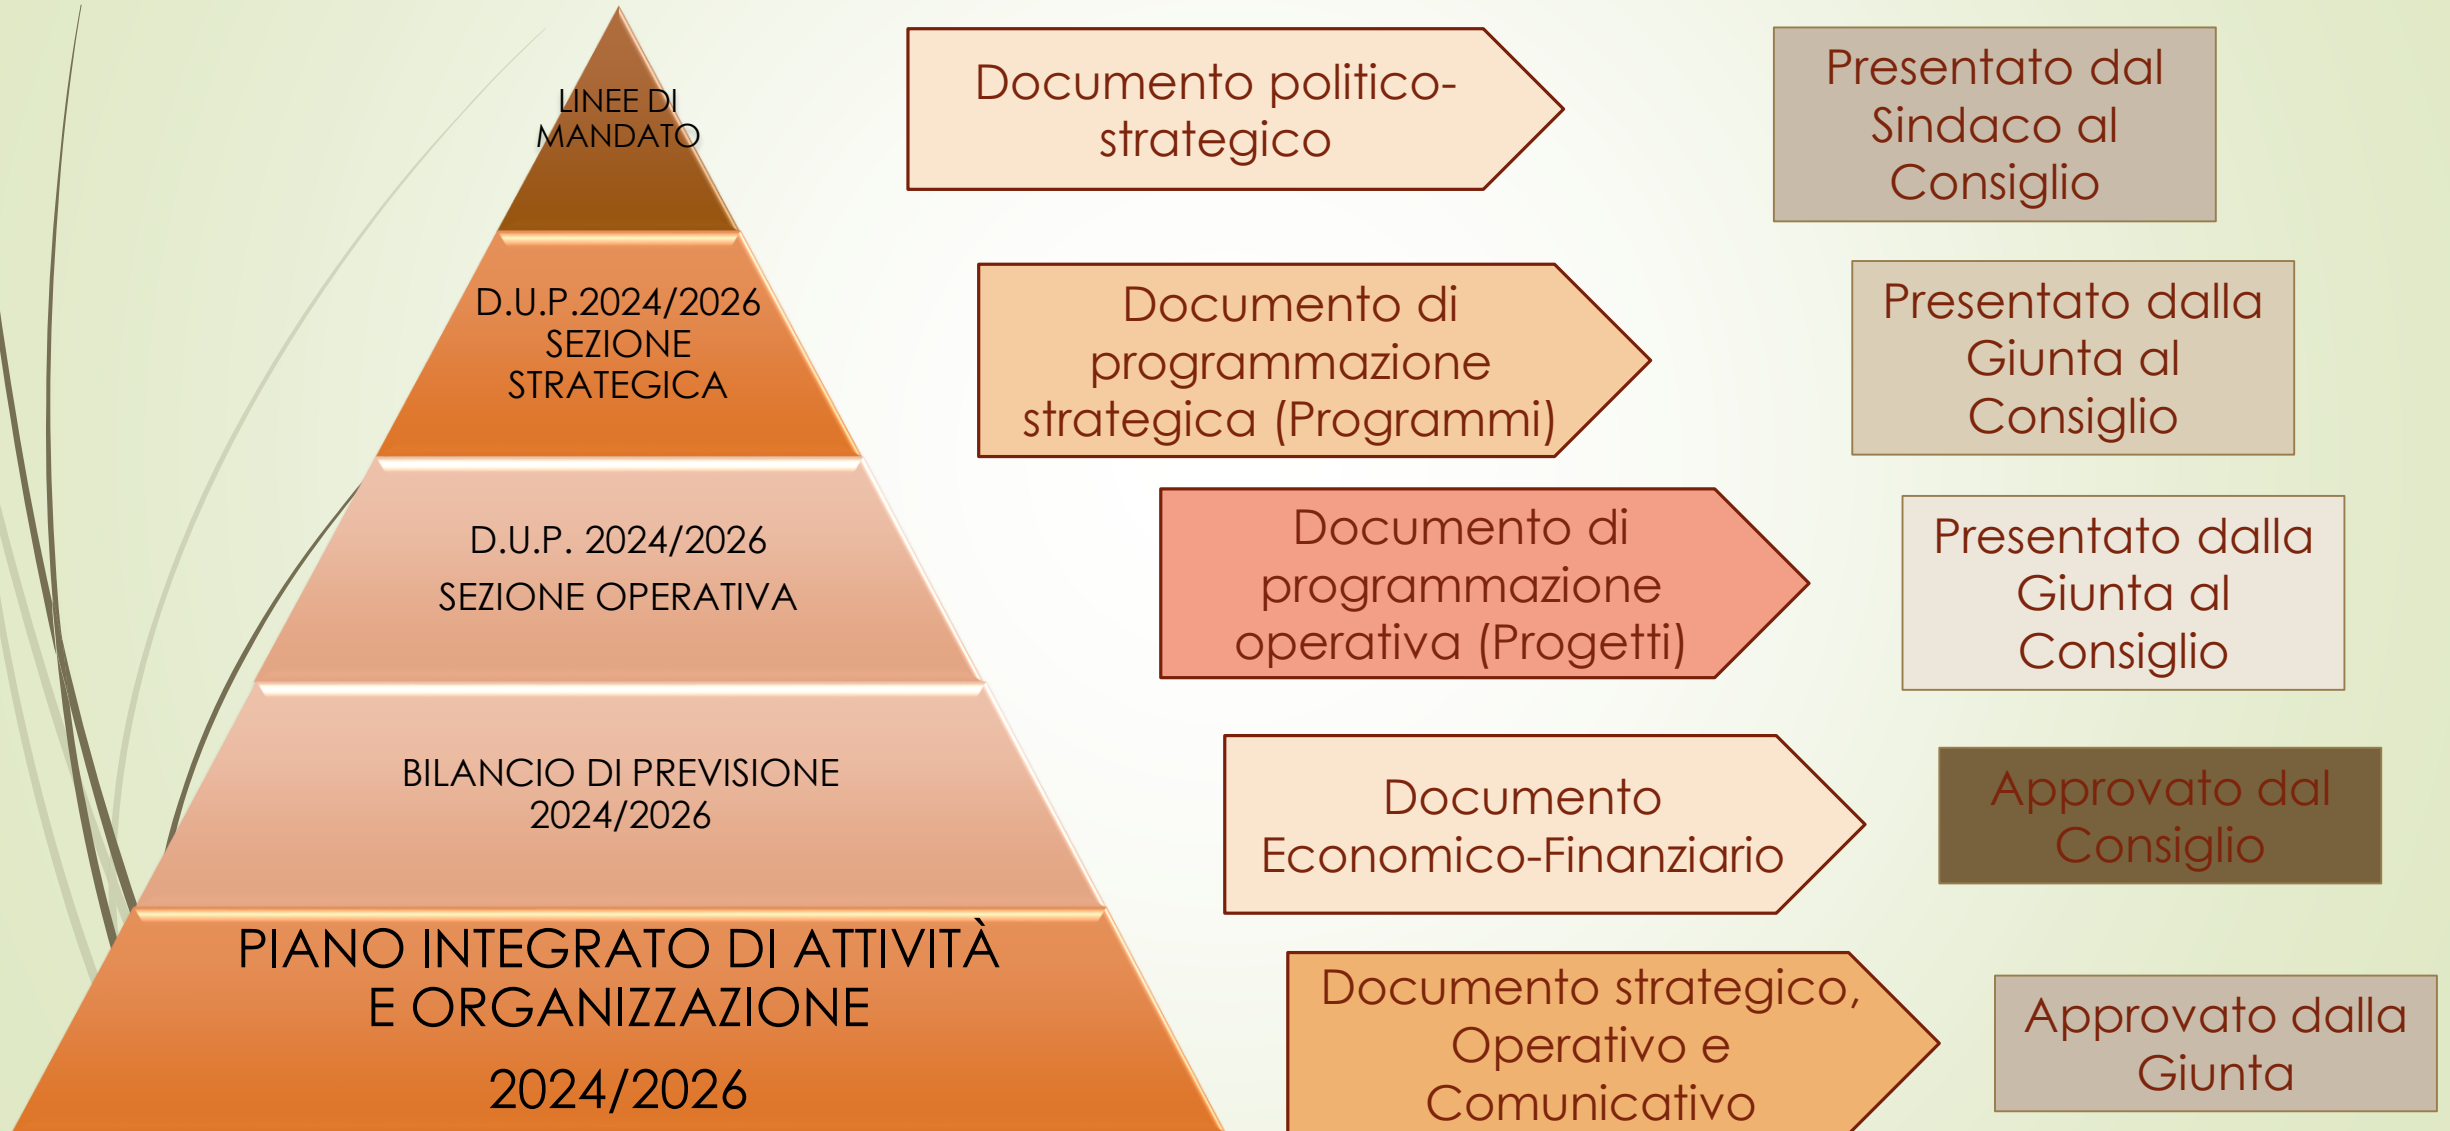 LINEE DI
MANDATO
Documento politico-
strategico
Presentato dal
Sindaco al
Consiglio
D.U.P.2024/2026
SEZIONE
STRATEGICA
Documento di
programmazione
strategica (Programmi)
Presentato dalla
Giunta al
Consiglio
D.U.P. 2024/2026
SEZIONE OPERATIVA
Documento di
programmazione
operativa (Progetti)
Presentato dalla
Giunta al
Consiglio
BILANCIO DI PREVISIONE
2024/2026
Documento
Economico-Finanziario
Approvato dal
Consiglio
PIANO INTEGRATO DI ATTIVITÀ
E ORGANIZZAZIONE
2024/2026
Documento strategico,
Operativo e
Comunicativo
Approvato dalla
Giunta